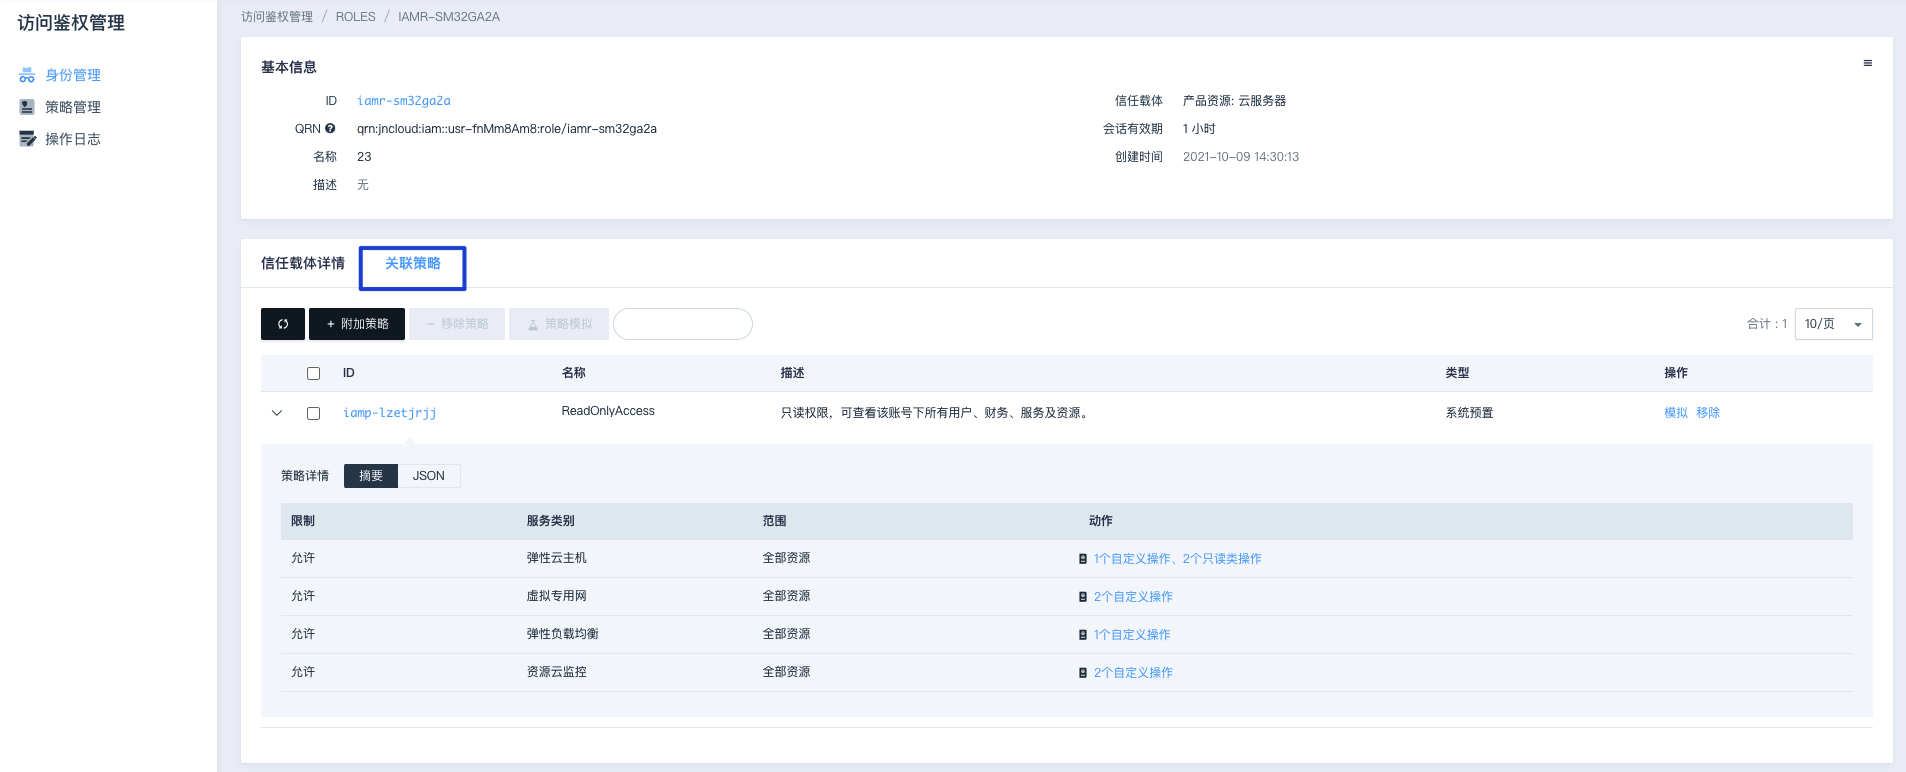 访问鉴权管理
身份管理
策略管理
操作日志
访问鉴权管理 / ROLES / IAMR-SM32GA2A
基本信息
ID iamr-sm32ga2a
QRN qrn:jncloud:iam::usr-fnMm8Am8:role/iamr-sm32ga2a
名称 23
描述 无
信任载体 产品资源: 云服务器
会话有效期 1 小时
创建时间 2021-10-09 14:30:13
信任载体详情 关联策略
+ 附加策略 − 移除策略 策略模拟 合计 : 1 10/页
ID 名称 描述 类型 操作
iamp-lzetjrjj ReadOnlyAccess 只读权限，可查看该账号下所有用户、财务、服务及资源。 系统预置 模拟 移除
策略详情 摘要 JSON
限制 服务类别 范围 动作
允许 弹性云主机 全部资源 1个自定义操作、2个只读类操作
允许 虚拟专用网 全部资源 2个自定义操作
允许 弹性负载均衡 全部资源 1个自定义操作
允许 资源云监控 全部资源 2个自定义操作